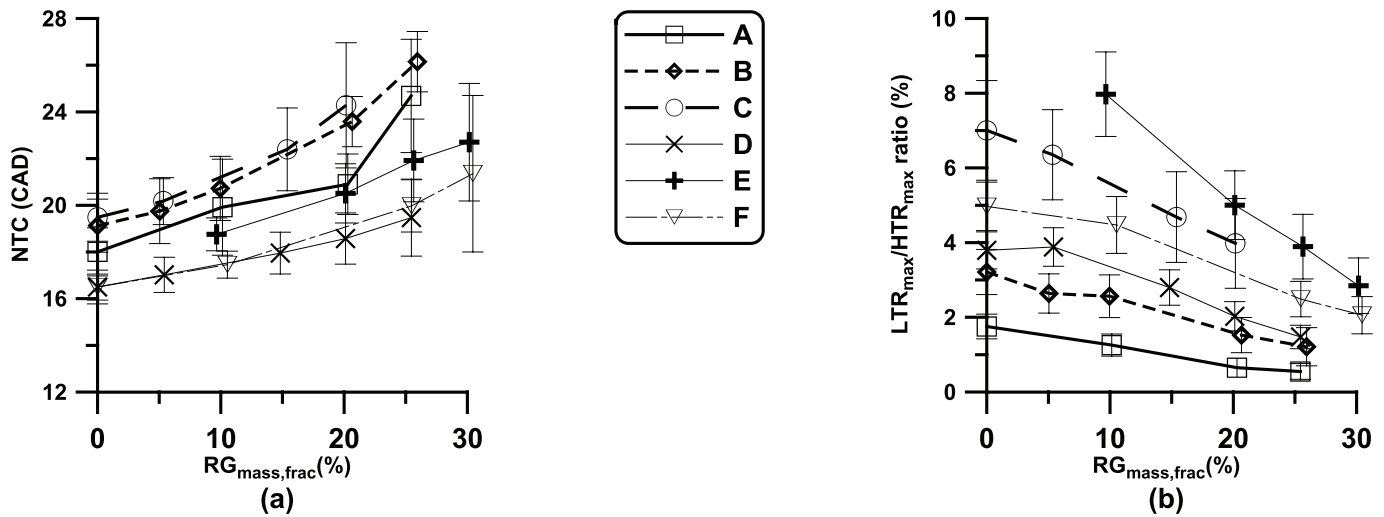 28
24
20
16
12
NTC (CAD)
0 10 20 30
RGmass,frac(%)
(a)
A
B
C
D
E
F
10
8
6
4
2
0
LTRmax/HTRmax ratio (%)
0 10 20 30
RGmass,frac(%)
(b)